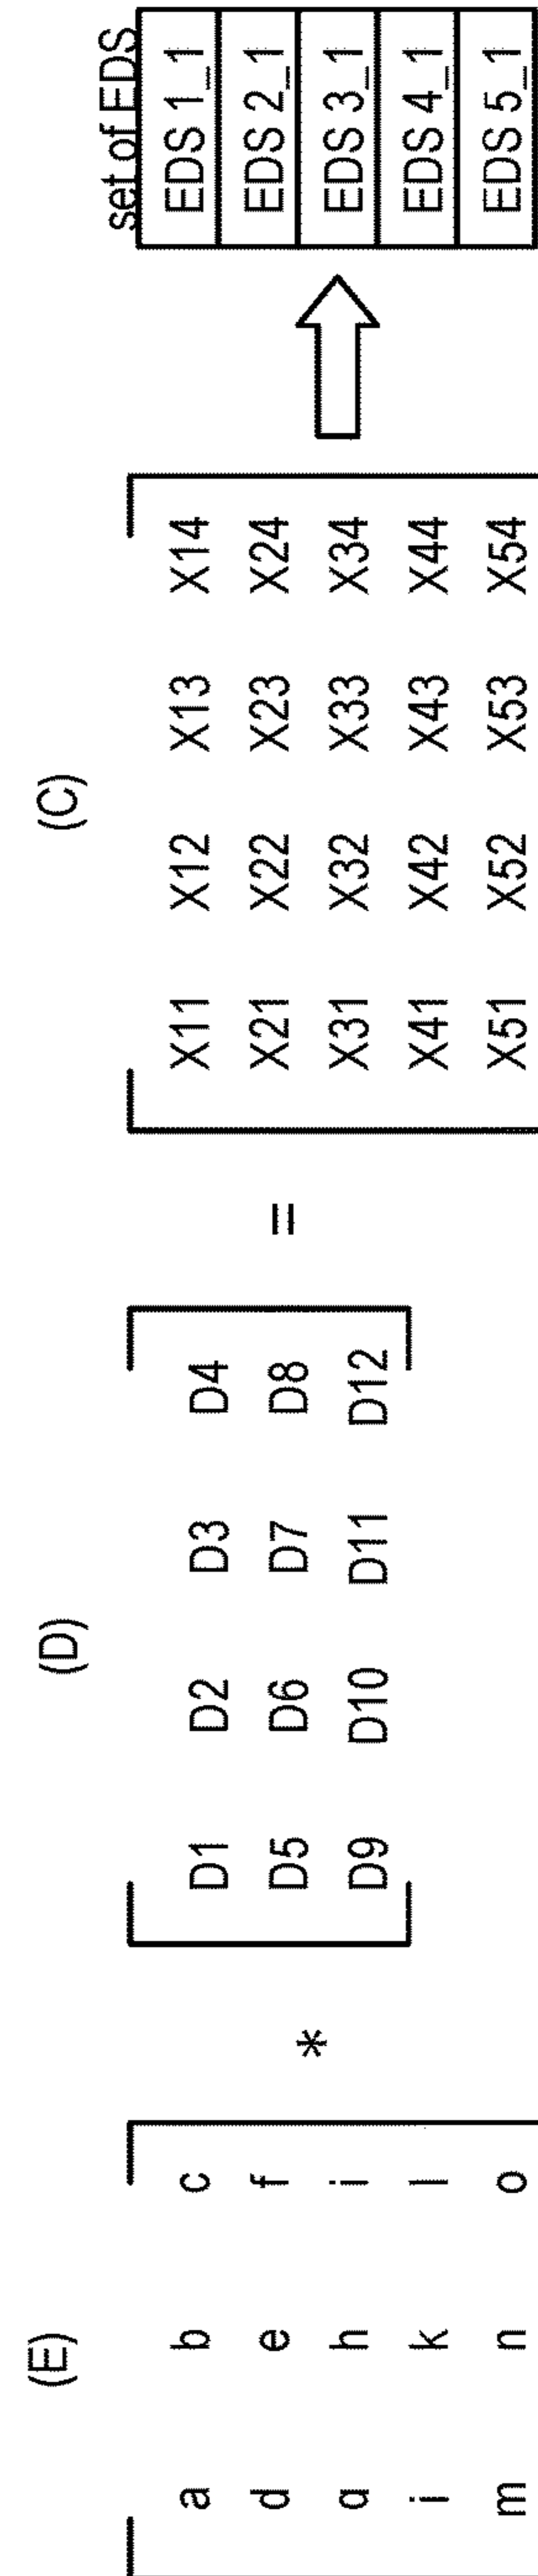 (E)
a b c
d e f
g h i
j k l
m n o
*
(D)
D1 D2 D3 D4
D5 D6 D7 D8
D9 D10 D11 D12
=
(C)
X11 X12 X13 X14
X21 X22 X23 X24
X31 X32 X33 X34
X41 X42 X43 X44
X51 X52 X53 X54
set of EDS
EDS 1_1
EDS 2_1
EDS 3_1
EDS 4_1
EDS 5_1